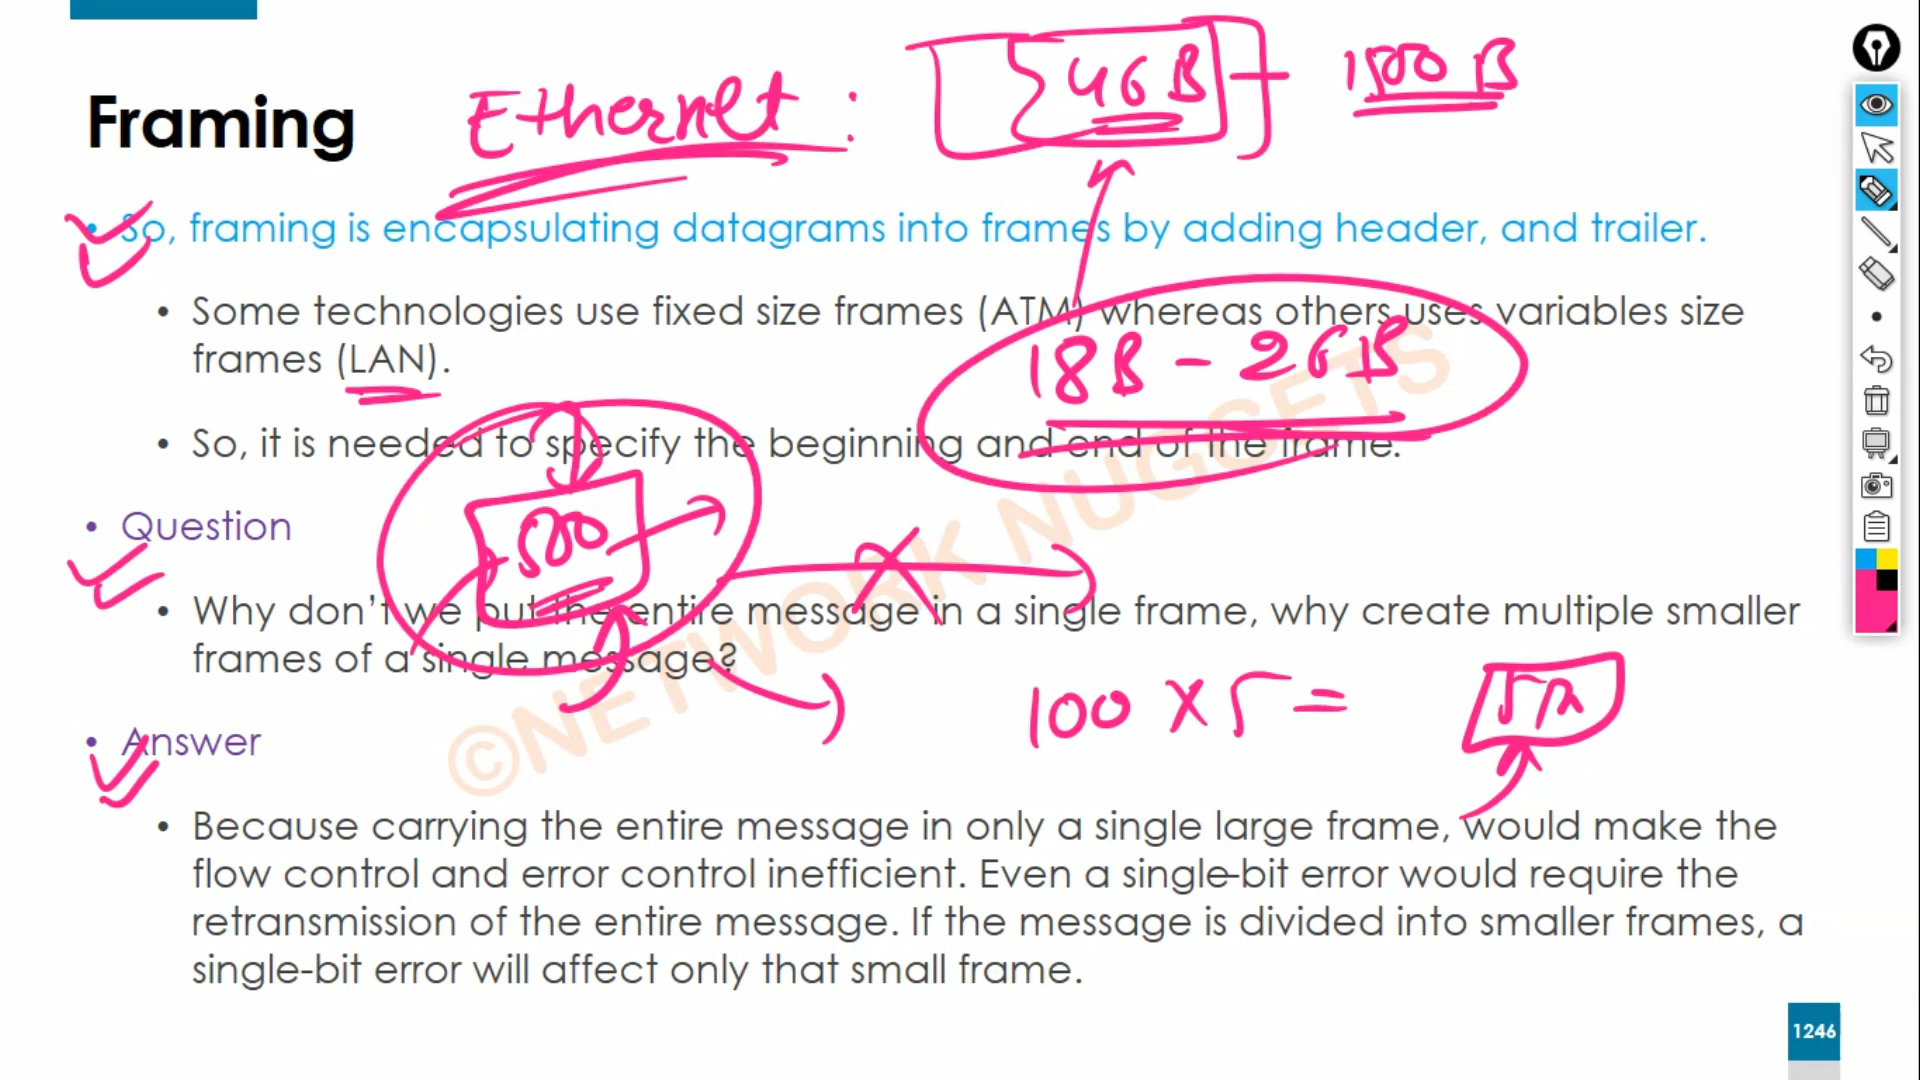 Framing
Ethernet :
46B
1500 B
• So, framing is encapsulating datagrams into frames by adding header, and trailer.
• Some technologies use fixed size frames (ATM) whereas others uses variables size
frames (LAN).
18B - 26B
• So, it is needed to specify the beginning and end of the frame.
• Question
500
• Why don't we put the entire message in a single frame, why create multiple smaller
frames of a single message?
100 X 5 =
• Answer
• Because carrying the entire message in only a single large frame, would make the
flow control and error control inefficient. Even a single-bit error would require the
retransmission of the entire message. If the message is divided into smaller frames, a
single-bit error will affect only that small frame.
©NETWORK NUGGETS
1246